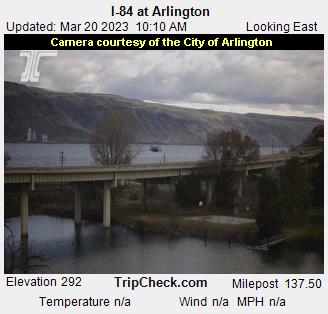 I-84 at Arlington
Updated: Mar 20 2023 10:10 AM Looking East
Camera courtesy of the City of Arlington
Elevation 292 TripCheck.com Milepost 137.50
Temperature n/a Wind n/a MPH n/a